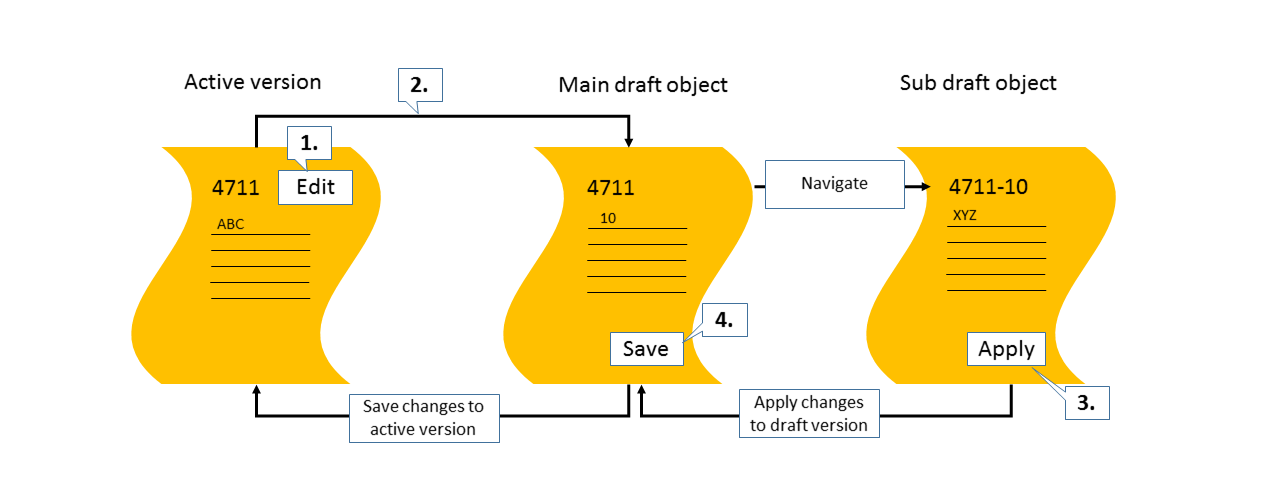 Active version
2.
Main draft object
Sub draft object
1.
4711
Edit
ABC
4711
10
Navigate
4711-10
XYZ
4.
Save
Apply
3.
Save changes to
active version
Apply changes
to draft version